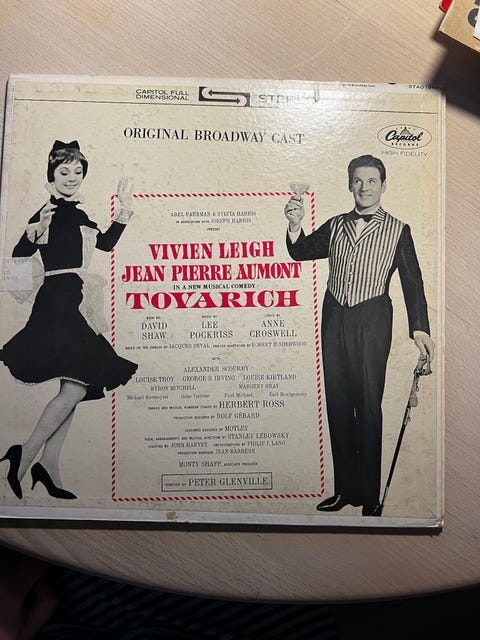 CAPITOL FULL
DIMENSIONAL
STEREO
Original Broadway Cast
ORIGINAL BROADWAY CAST
Capitol
RECORDS
HIGH FIDELITY
ABEL FARBMAN & SYLVIA HARRIS
IN ASSOCIATION WITH JOSEPH HARRIS
PRESENT
VIVIEN LEIGH
JEAN PIERRE AUMONT
IN A NEW MUSICAL COMEDY
TOVARICH
BOOK BY MUSIC BY LYRICS BY
DAVID LEE ANNE
SHAW POCKRISS CROSWELL
BASED ON THE COMEDY BY JACQUES DEVAL ENGLISH ADAPTATION BY ROBERT E. SHERWOOD
WITH
ALEXANDER SCOURBY
LOUISE TROY GEORGE S. IRVING LOUISE KIRTLAND
BYRON MITCHELL MARGERY GRAY
Michael Kermoyan Gene Varrone Paul Michael Earl Montgomery
DANCES AND MUSICAL NUMBERS STAGED BY HERBERT ROSS
PRODUCTION DESIGNED BY ROLF GÉRARD
COSTUMES DESIGNED BY MOTLEY
VOCAL ARRANGEMENTS AND MUSICAL DIRECTION BY STANLEY LEBOWSKY
LIGHTING BY JOHN HARVEY ORCHESTRATIONS BY PHILIP J. LANG
PRODUCTION MANAGER JEAN BARRERE
MONTY SHAFF, ASSOCIATE PRODUCER
DIRECTED BY PETER GLENVILLE